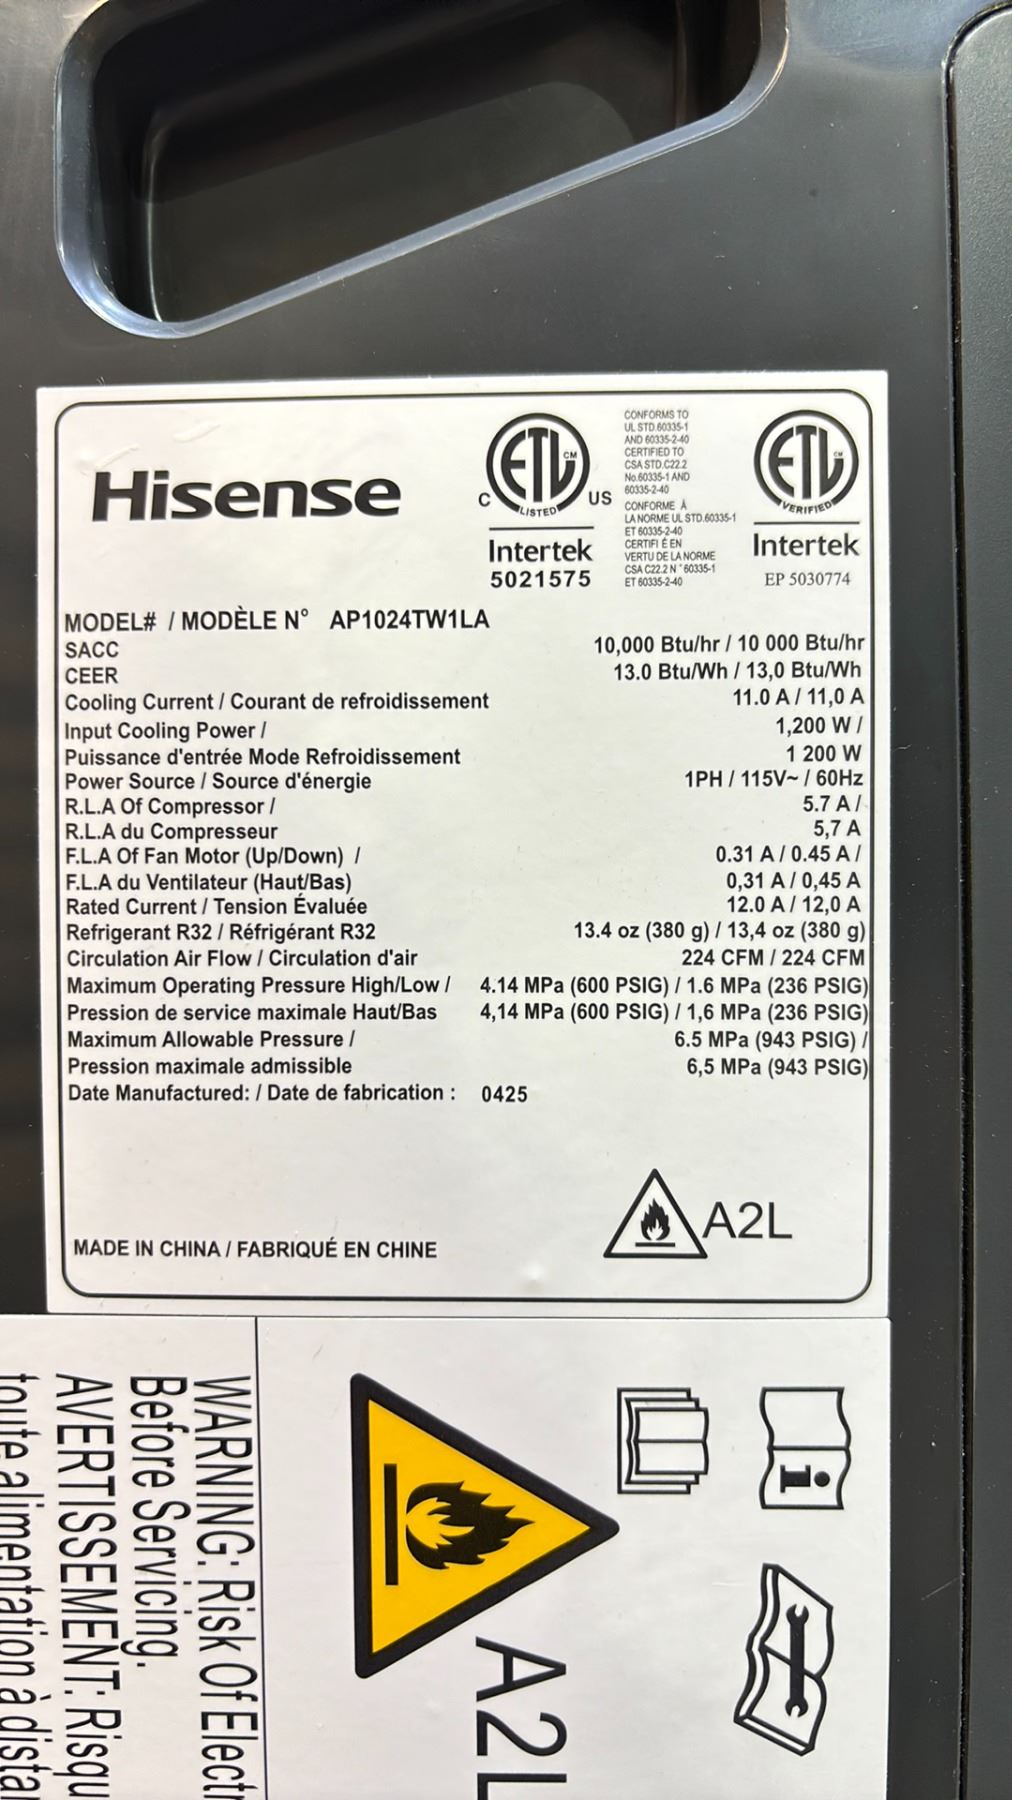 Hisense
ETL CM
LISTED
C US
Intertek
5021575
CONFORMS TO
UL STD.60335-1
AND 60335-2-40
CERTIFIED TO
CSA STD.C22.2
No.60335-1 AND
60335-2-40
CONFORME À
LA NORME UL STD.60335-1
ET 60335-2-40
CERTIFI É EN
VERTU DE LA NORME
CSA C22.2 N ° 60335-1
ET 60335-2-40
ETL CM
VERIFIED
Intertek
EP 5030774
MODEL# / MODÈLE N° AP1024TW1LA
SACC 10,000 Btu/hr / 10 000 Btu/hr
CEER 13.0 Btu/Wh / 13,0 Btu/Wh
Cooling Current / Courant de refroidissement 11.0 A / 11,0 A
Input Cooling Power / 1,200 W /
Puissance d'entrée Mode Refroidissement 1 200 W
Power Source / Source d'énergie 1PH / 115V~ / 60Hz
R.L.A Of Compressor / 5.7 A /
R.L.A du Compresseur 5,7 A
F.L.A Of Fan Motor (Up/Down) / 0.31 A / 0.45 A /
F.L.A du Ventilateur (Haut/Bas) 0,31 A / 0,45 A
Rated Current / Tension Évaluée 12.0 A / 12,0 A
Refrigerant R32 / Réfrigérant R32 13.4 oz (380 g) / 13,4 oz (380 g)
Circulation Air Flow / Circulation d'air 224 CFM / 224 CFM
Maximum Operating Pressure High/Low / 4.14 MPa (600 PSIG) / 1.6 MPa (236 PSIG)
Pression de service maximale Haut/Bas 4,14 MPa (600 PSIG) / 1,6 MPa (236 PSIG)
Maximum Allowable Pressure / 6.5 MPa (943 PSIG) /
Pression maximale admissible 6,5 MPa (943 PSIG)
Date Manufactured: / Date de fabrication : 0425
A2L
MADE IN CHINA / FABRIQUÉ EN CHINE
WARNING: Risk Of Electr
Before Servicing.
AVERTISSEMENT: Risqu
toute alimentation à dista
A2L